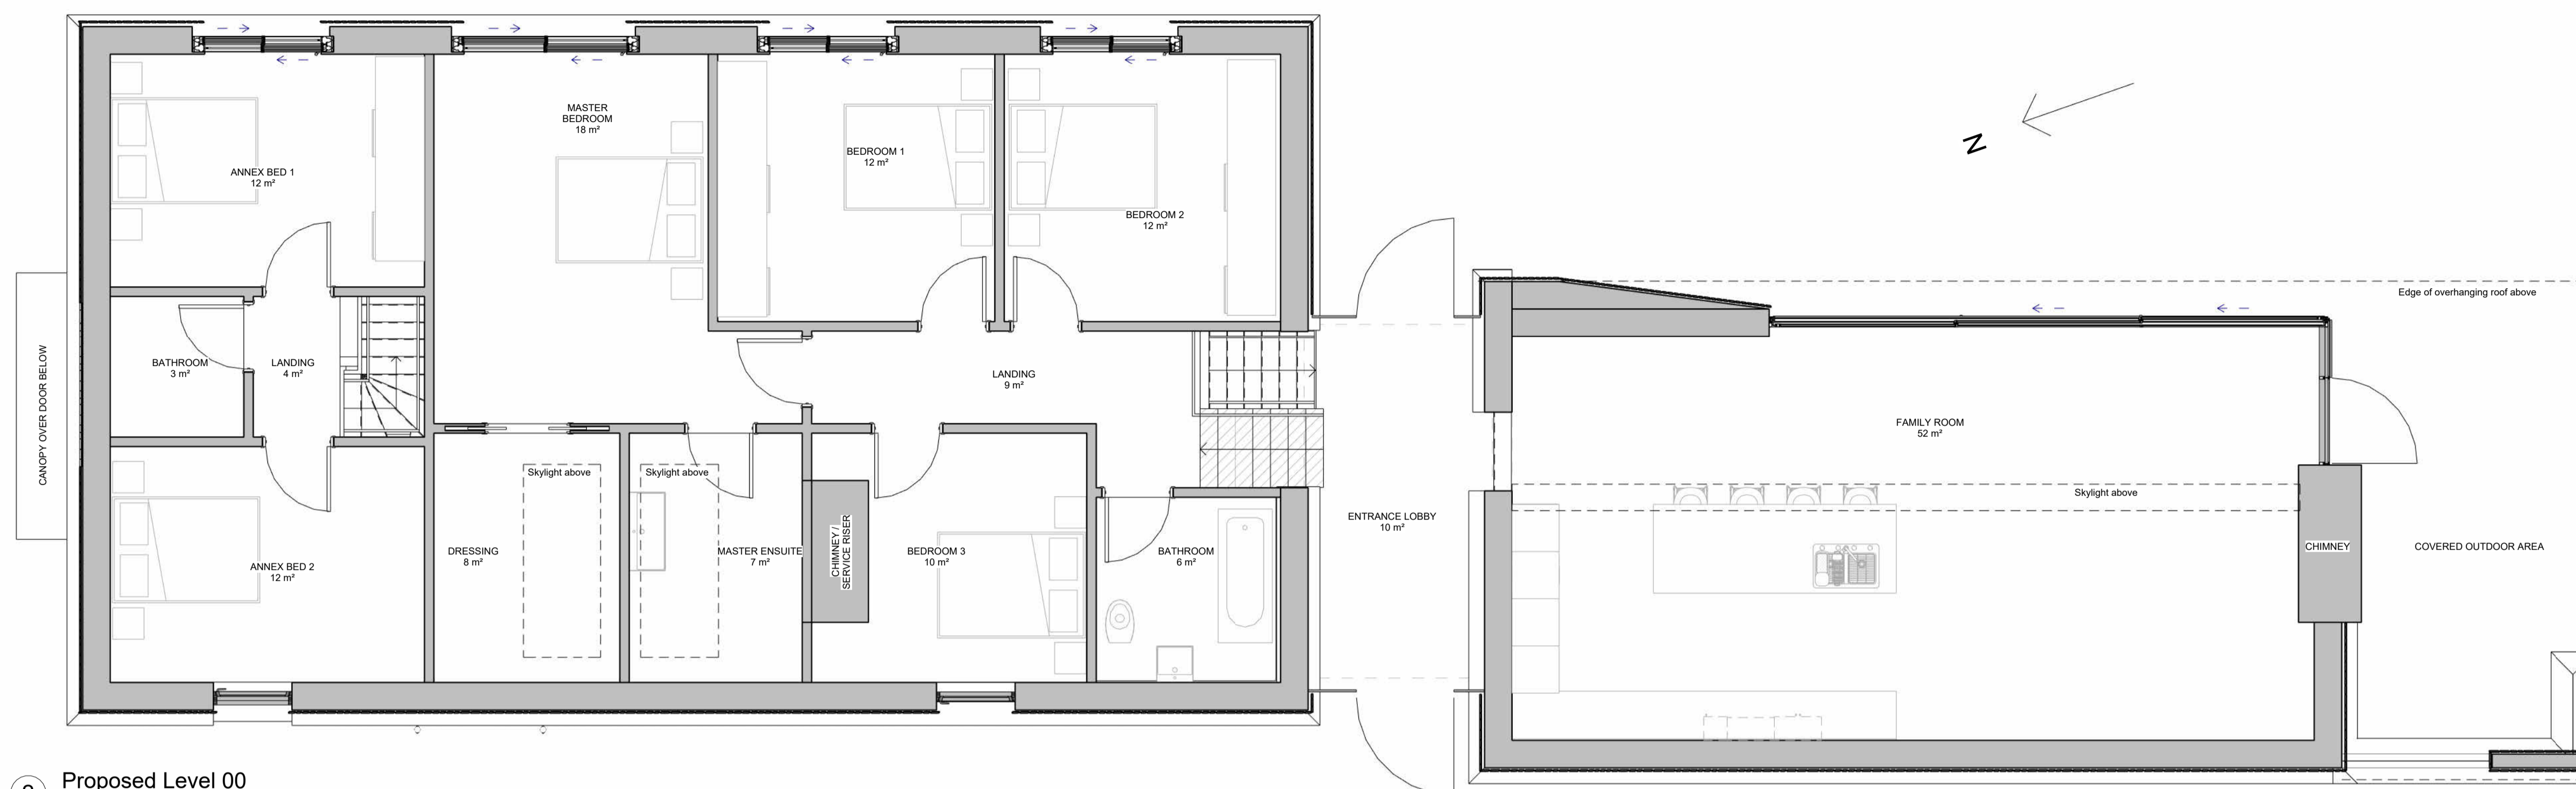 ANNEX BED 1
12 m²
MASTER
BEDROOM
18 m²
BEDROOM 1
12 m²
BEDROOM 2
12 m²
N
Edge of overhanging roof above
CANOPY OVER DOOR BELOW
BATHROOM
3 m²
LANDING
4 m²
LANDING
9 m²
FAMILY ROOM
52 m²
Skylight above
Skylight above
Skylight above
ANNEX BED 2
12 m²
DRESSING
8 m²
MASTER ENSUITE
7 m²
CHIMNEY /
SERVICE RISER
BEDROOM 3
10 m²
BATHROOM
6 m²
ENTRANCE LOBBY
10 m²
CHIMNEY
COVERED OUTDOOR AREA
Proposed Level 00